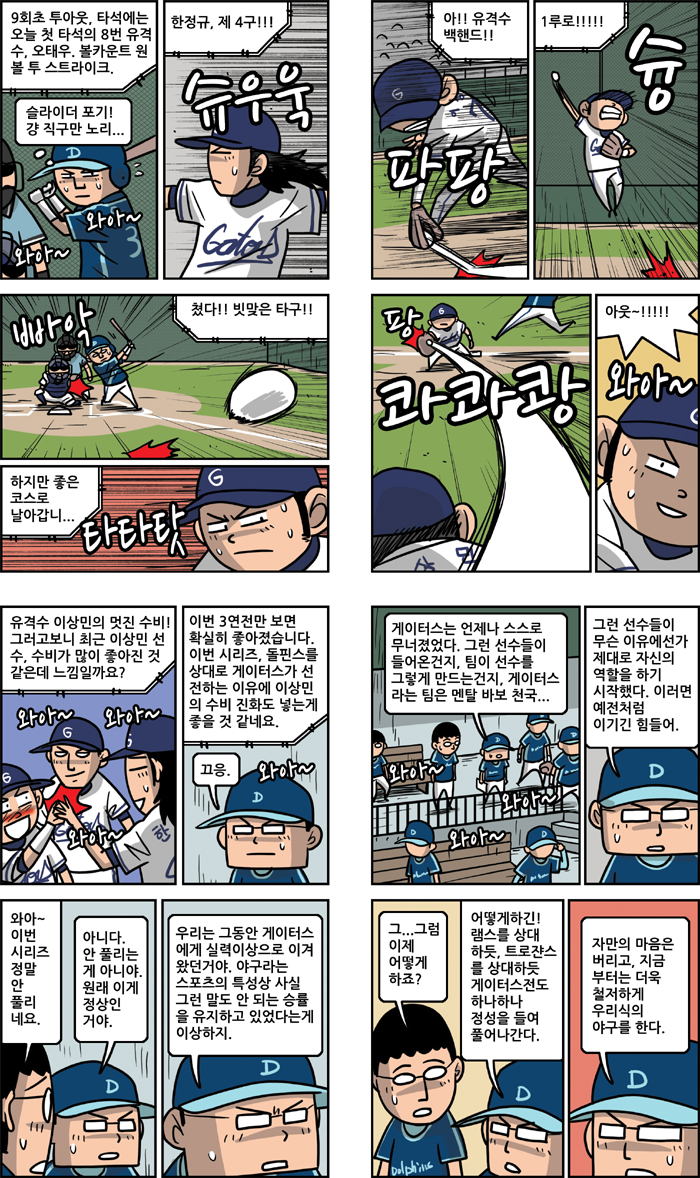 9회초 투아웃, 타석에는
오늘 첫 타석의 8번 유격
수, 오태우. 볼카운트 원
볼 투 스트라이크.
슬라이더 포기!
걍 직구만 노리...
D
3
와아~
와아~
한정규, 제 4구!!!
슈우욱
Gators
쳤다!! 빗맞은 타구!!
빠바악
하지만 좋은
코스로
날아갑니...
타타탓
G
아!! 유격수
백핸드!!
G
파팡
1루로!!!!!
슝
팡
G
콰콰쾅
상민
아웃~!!!!!
와아~
G
유격수 이상민의 멋진 수비!
그러고보니 최근 이상민 선
수, 수비가 많이 좋아진 것
같은데 느낌일까요?
와아~
와아~
G
G
와아~
한
이번 3연전만 보면
확실히 좋아졌습니다.
이번 시리즈, 돌핀스를
상대로 게이터스가 선
전하는 이유에 이상민
의 수비 진화도 넣는게
좋을 것 같네요.
끄응.
와아~
D
와아~
이번
시리즈
정말
안
풀리
네요.
아니다.
안 풀리는
게 아니야.
원래 이게
정상인
거야.
D
우리는 그동안 게이터스
에게 실력이상으로 이겨
왔던거야. 야구라는
스포츠의 특성상 사실
그런 말도 안 되는 승률
을 유지하고 있었다는게
이상하지.
D
게이터스는 언제나 스스로
무너졌었다. 그런 선수들이
들어온건지, 팀이 선수를
그렇게 만드는건지, 게이터스
라는 팀은 멘탈 바보 천국...
와아~
와아~
와아~
그런 선수들이
무슨 이유에선가
제대로 자신의
역할을 하기
시작했다. 이러면
예전처럼
이기긴 힘들어.
D
그...그럼
이제
어떻게
하죠?
Dolphins
어떻게하긴!
램스를 상대
하듯, 트로쟌스
를 상대하듯
게이터스전도
하나하나
정성을 들여
풀어나간다.
D
자만의 마음은
버리고, 지금
부터는 더욱
철저하게
우리식의
야구를 한다.
D